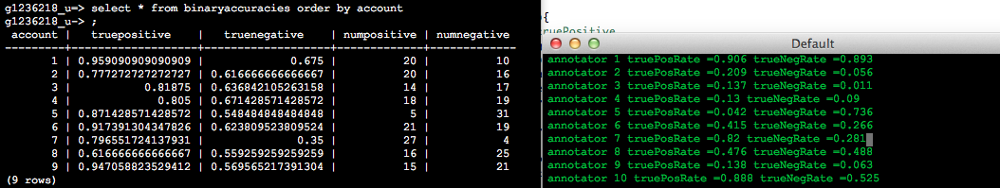 g1236218_u=> select * from binaryaccuracies order by account
g1236218_u-> ;
account | truepositive | truenegative | numpositive | numnegative
---------+-------------------+-------------------+-------------+-------------
1 | 0.959090909090909 | 0.675 | 20 | 10
2 | 0.777272727272727 | 0.616666666666667 | 20 | 16
3 | 0.81875 | 0.636842105263158 | 14 | 17
4 | 0.805 | 0.671428571428572 | 18 | 19
5 | 0.871428571428572 | 0.548484848484848 | 5 | 31
6 | 0.917391304347826 | 0.623809523809524 | 21 | 19
7 | 0.796551724137931 | 0.35 | 27 | 4
8 | 0.616666666666667 | 0.559259259259259 | 16 | 25
9 | 0.947058823529412 | 0.569565217391304 | 15 | 21
(9 rows)
Default
annotator 1 truePosRate =0.906 trueNegRate =0.893
annotator 2 truePosRate =0.209 trueNegRate =0.056
annotator 3 truePosRate =0.137 trueNegRate =0.011
annotator 4 truePosRate =0.13 trueNegRate =0.09
annotator 5 truePosRate =0.042 trueNegRate =0.736
annotator 6 truePosRate =0.415 trueNegRate =0.266
annotator 7 truePosRate =0.82 trueNegRate =0.281
annotator 8 truePosRate =0.476 trueNegRate =0.488
annotator 9 truePosRate =0.138 trueNegRate =0.063
annotator 10 truePosRate =0.888 trueNegRate =0.525